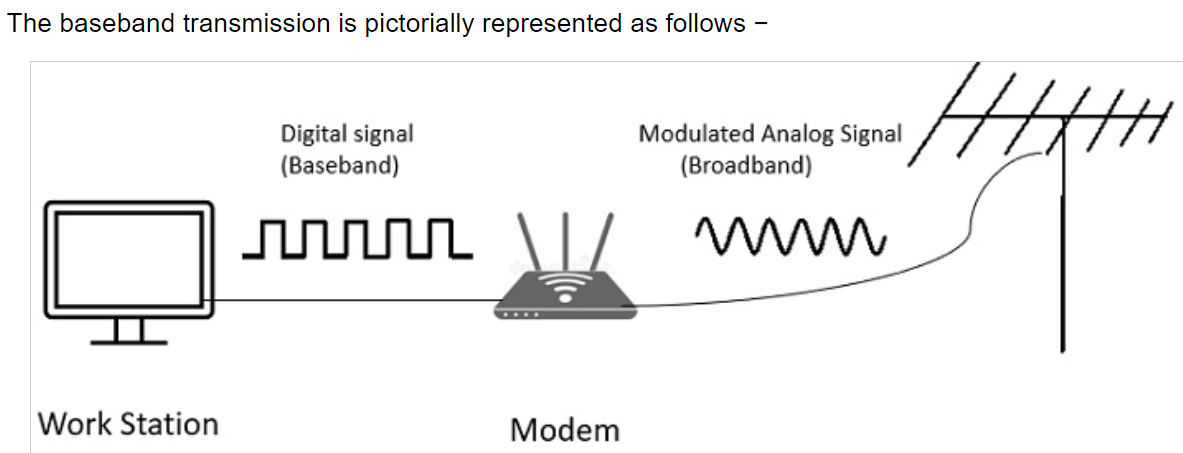 The baseband transmission is pictorially represented as follows −
Digital signal
(Baseband)
Modulated Analog Signal
(Broadband)
Work Station
Modem